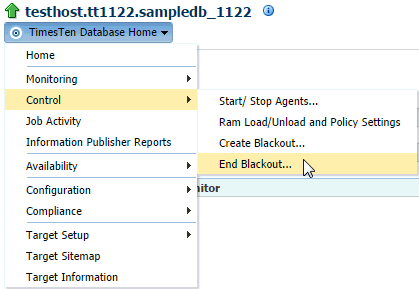 testhost.tt1122.sampledb_1122
TimesTen Database Home
Home
Monitoring
Control
Job Activity
Information Publisher Reports
Availability
Configuration
Compliance
Target Setup
Target Sitemap
Target Information
Start/ Stop Agents...
Ram Load/Unload and Policy Settings
Create Blackout...
End Blackout...
nitor